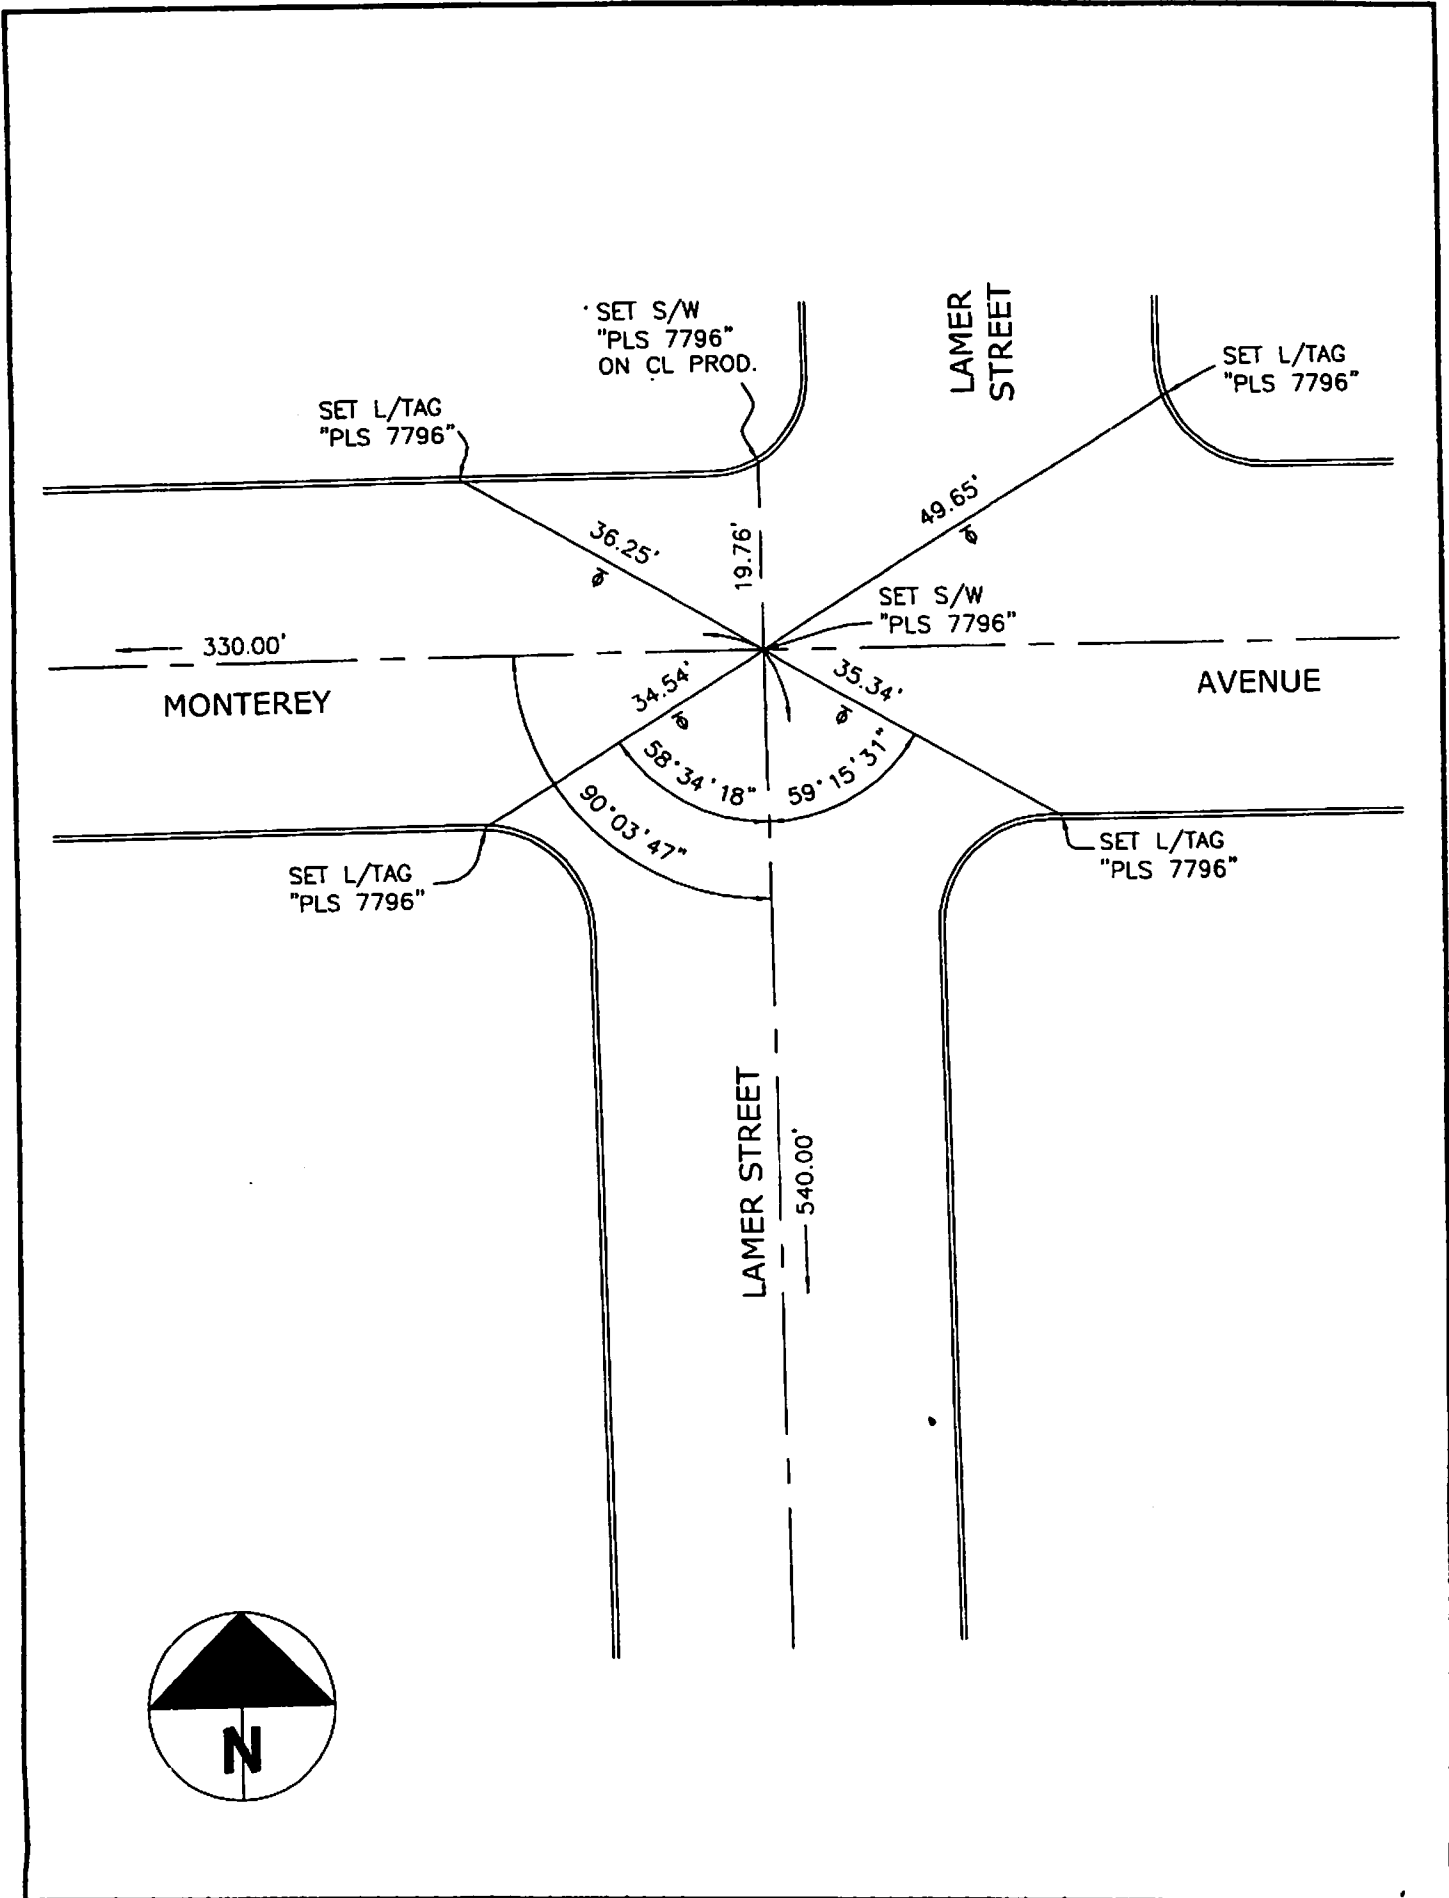 SET S/W
"PLS 7796"
ON CL PROD.
LAMER
STREET
SET L/TAG
"PLS 7796"
SET L/TAG
"PLS 7796"
36.25'
19.76'
49.65'
SET S/W
"PLS 7796"
330.00'
MONTEREY
AVENUE
34.54'
35.34'
58°34'18"
59°15'31"
90°03'47"
SET L/TAG
"PLS 7796"
SET L/TAG
"PLS 7796"
LAMER STREET
540.00'
N